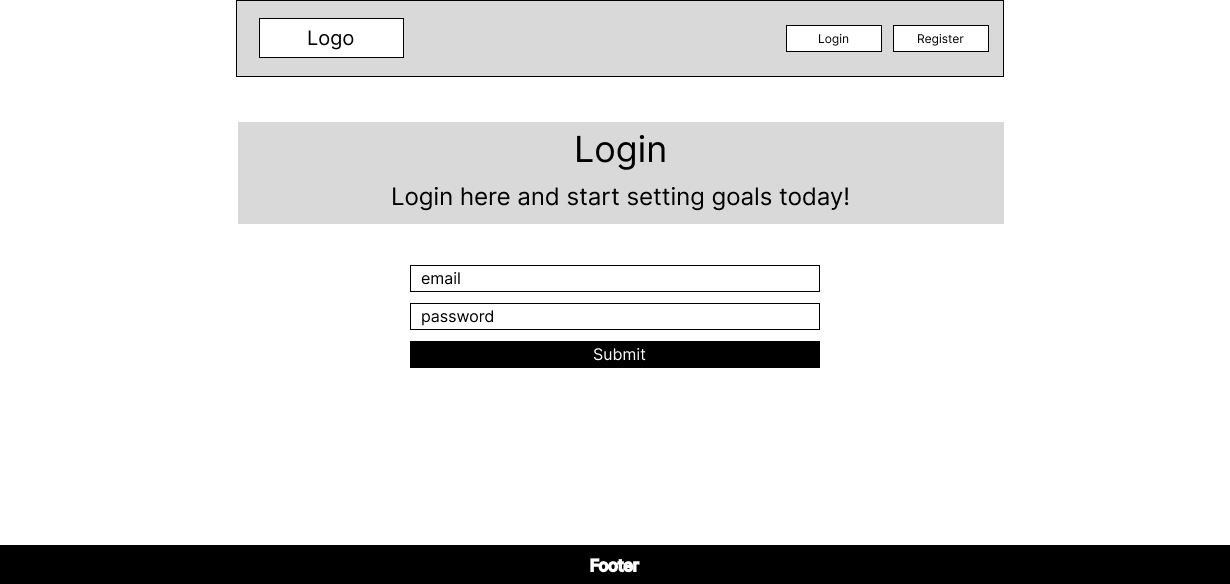 Logo
Login
Register
Login
Login here and start setting goals today!
email
password
Submit
Footer